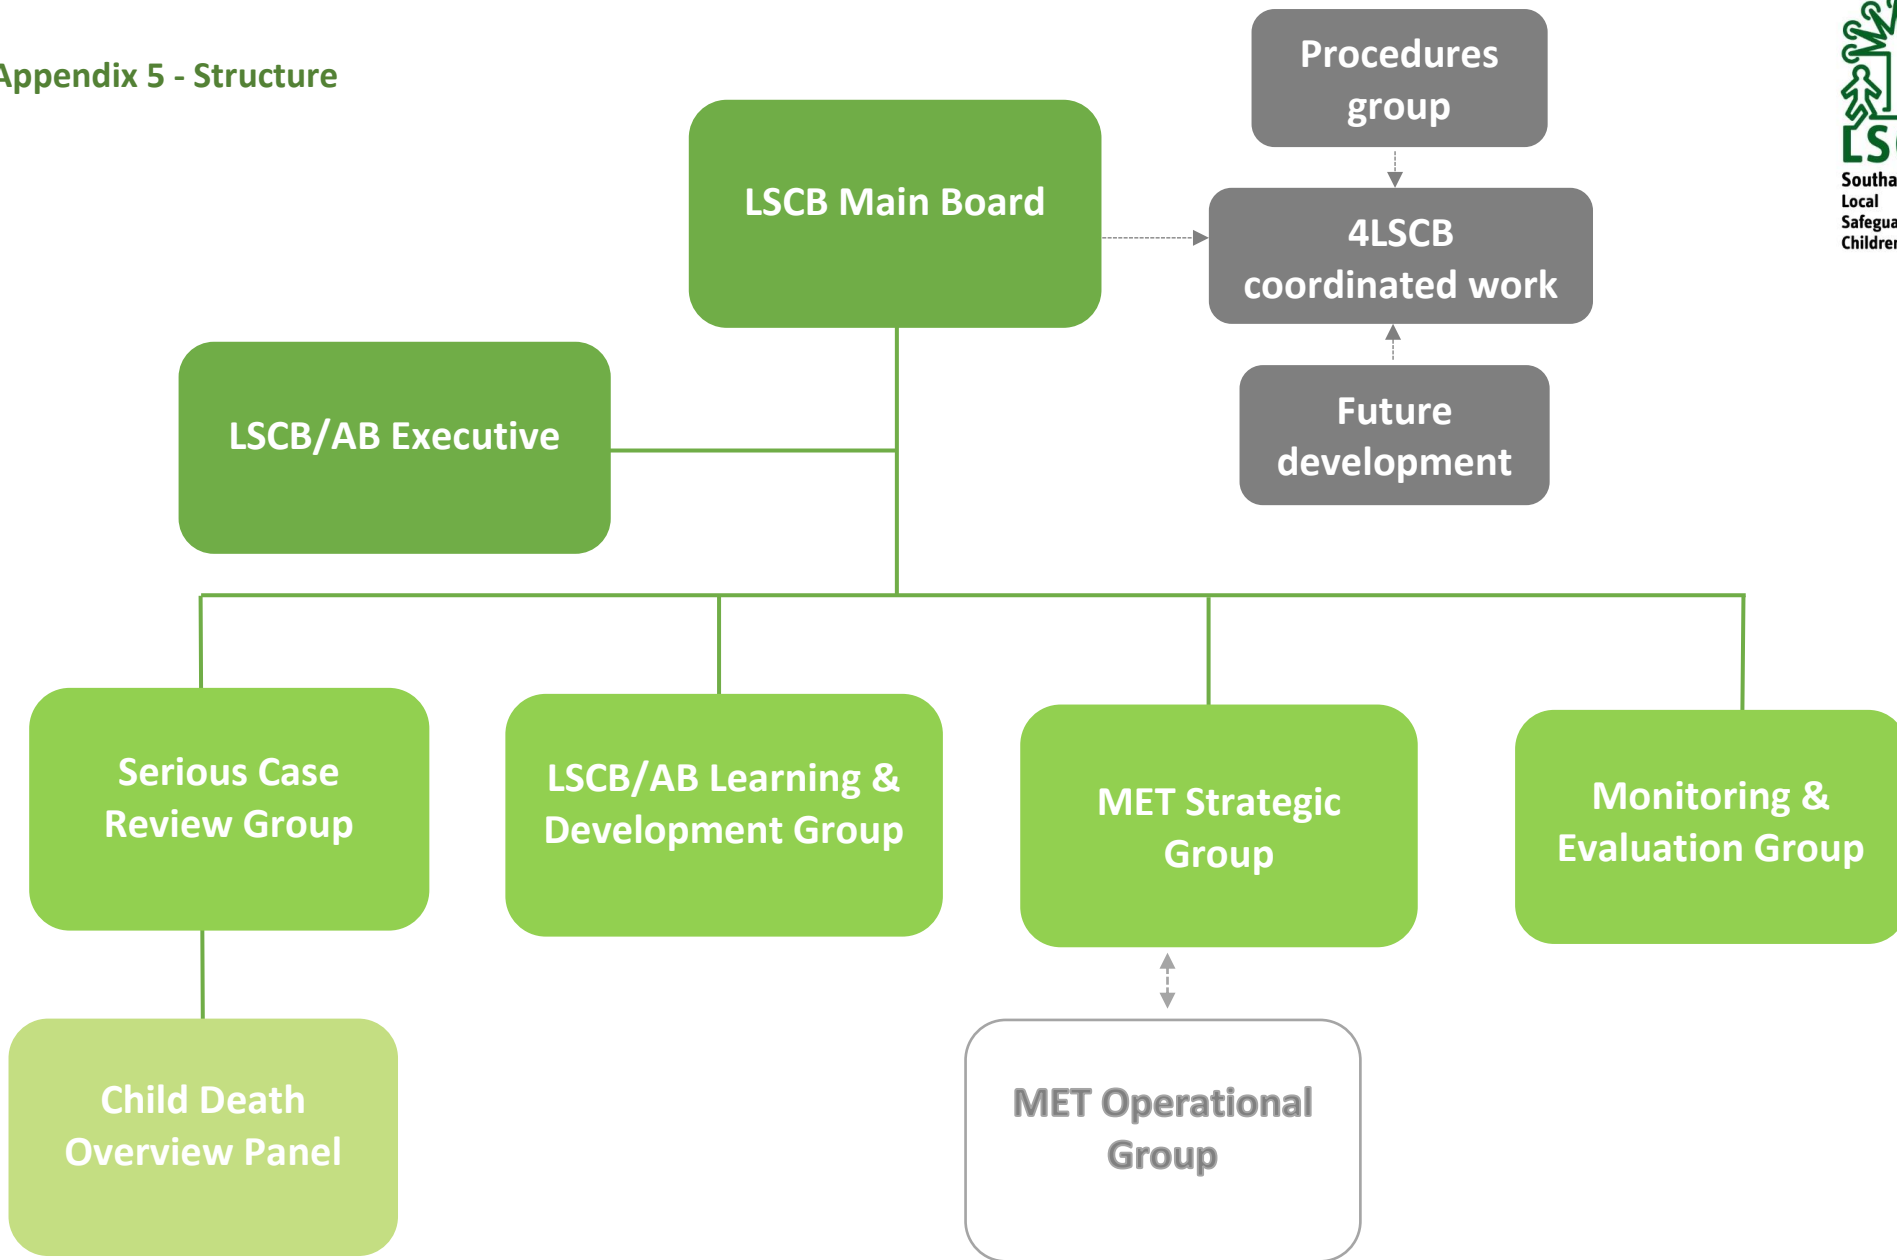 Appendix 5 - Structure
Procedures
group
LSCB Main Board
4LSCB
coordinated work
Future
development
LSCB/AB Executive
Serious Case
Review Group
LSCB/AB Learning &
Development Group
MET Strategic
Group
Monitoring &
Evaluation Group
Child Death
Overview Panel
MET Operational
Group
Local